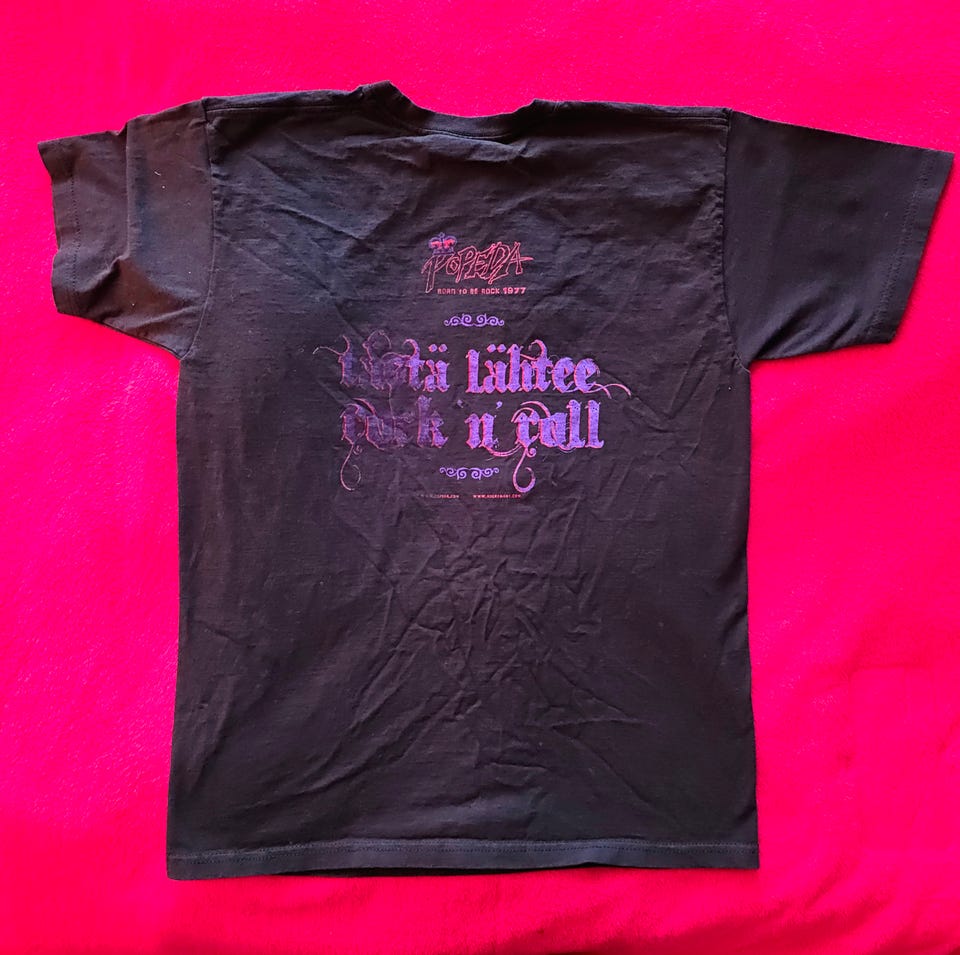 POPEDA
BORN TO BE ROCK 1977
Tästä lähtee
rock 'n' roll